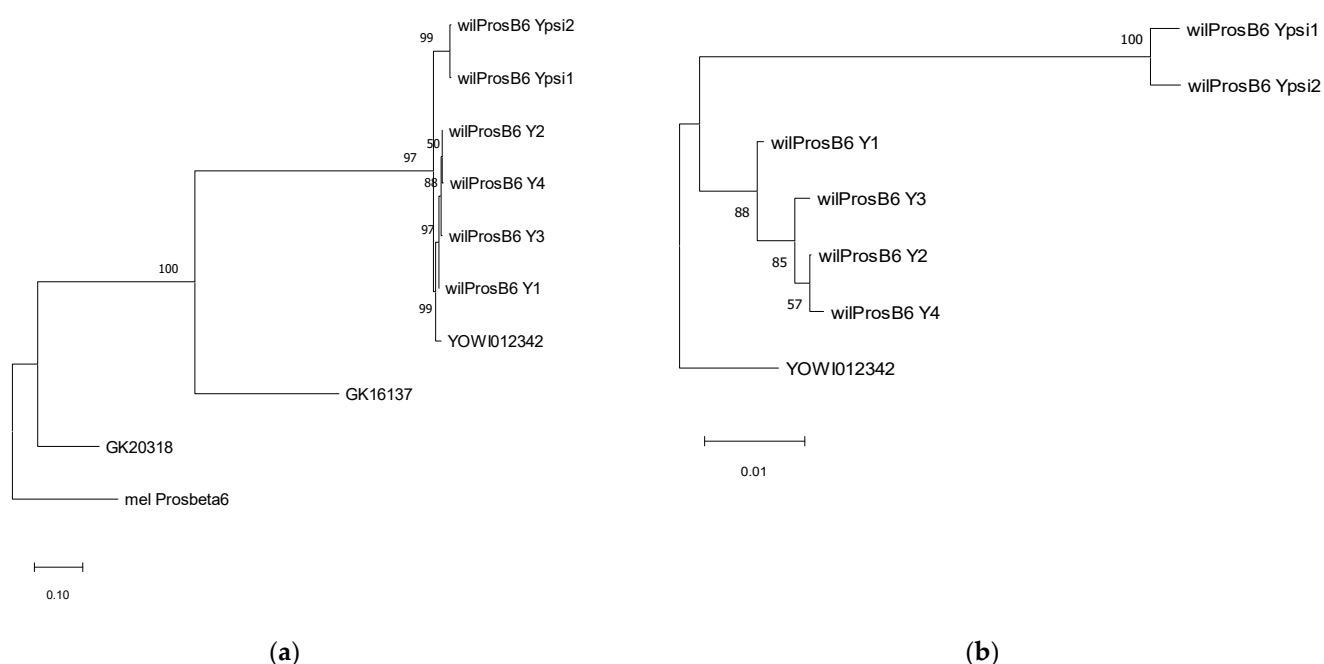 99
wilProsB6 Ypsi2
wilProsB6 Ypsi1
50
wilProsB6 Y2
97
88
wilProsB6 Y4
97
wilProsB6 Y3
wilProsB6 Y1
99
YOWI012342
100
GK16137
GK20318
mel Prosbeta6
0.10
(a)
100
wilProsB6 Ypsi1
wilProsB6 Ypsi2
wilProsB6 Y1
88
wilProsB6 Y3
85
wilProsB6 Y2
57
wilProsB6 Y4
YOWI012342
0.01
(b)